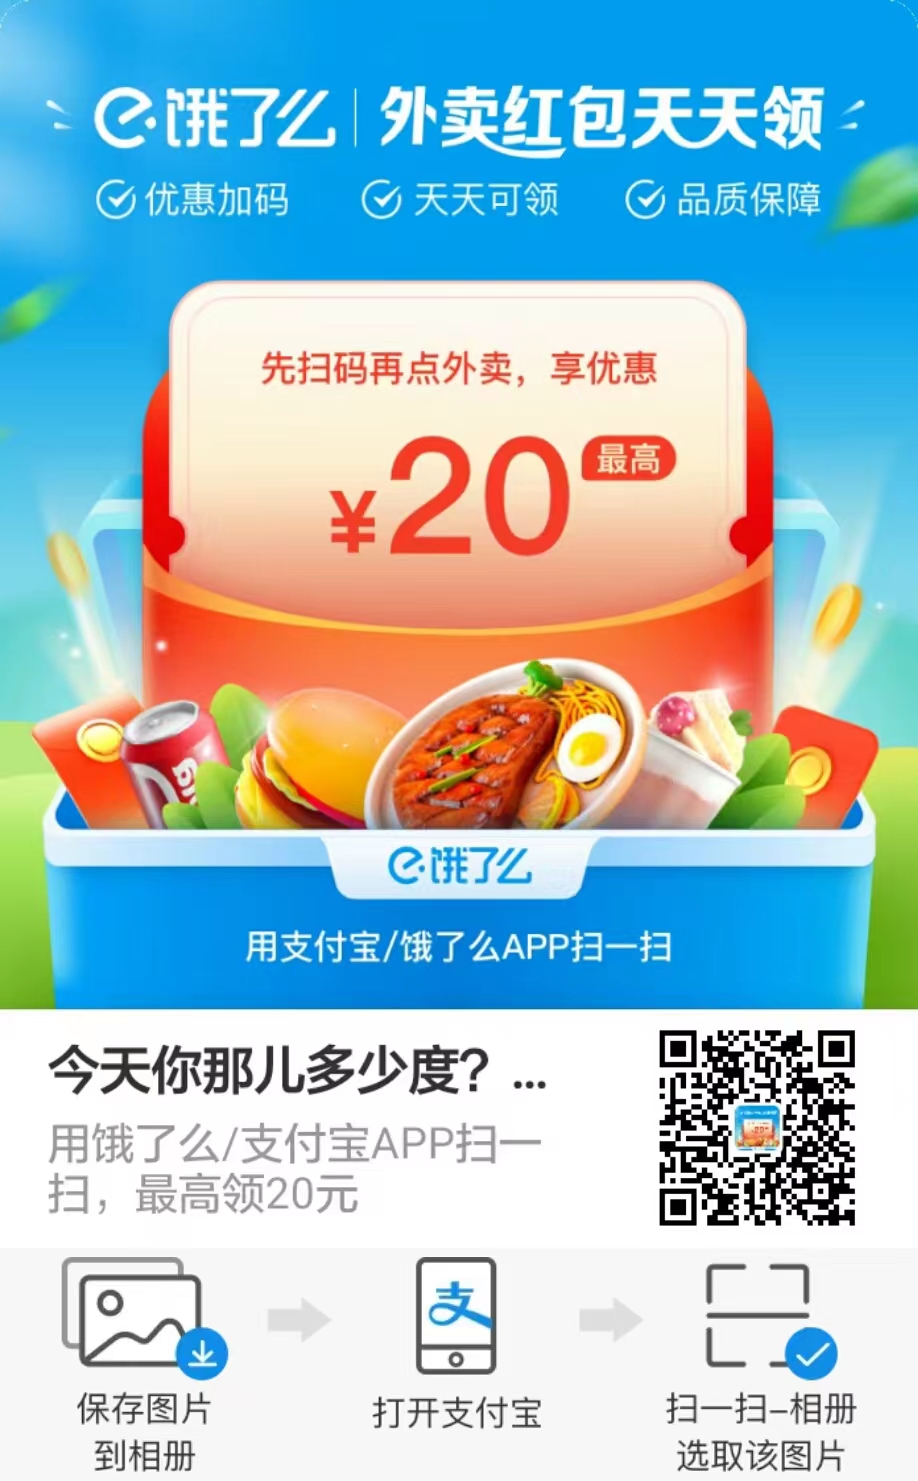 饿了么 外卖红包天天领
优惠加码 天天可领 品质保障
先扫码再点外卖，享优惠
¥20 最高
饿了么
用支付宝/饿了么APP扫一扫
今天你那儿多少度？...
用饿了么/支付宝APP扫一
扫，最高领20元
支
保存图片
到相册
打开支付宝
扫一扫-相册
选取该图片